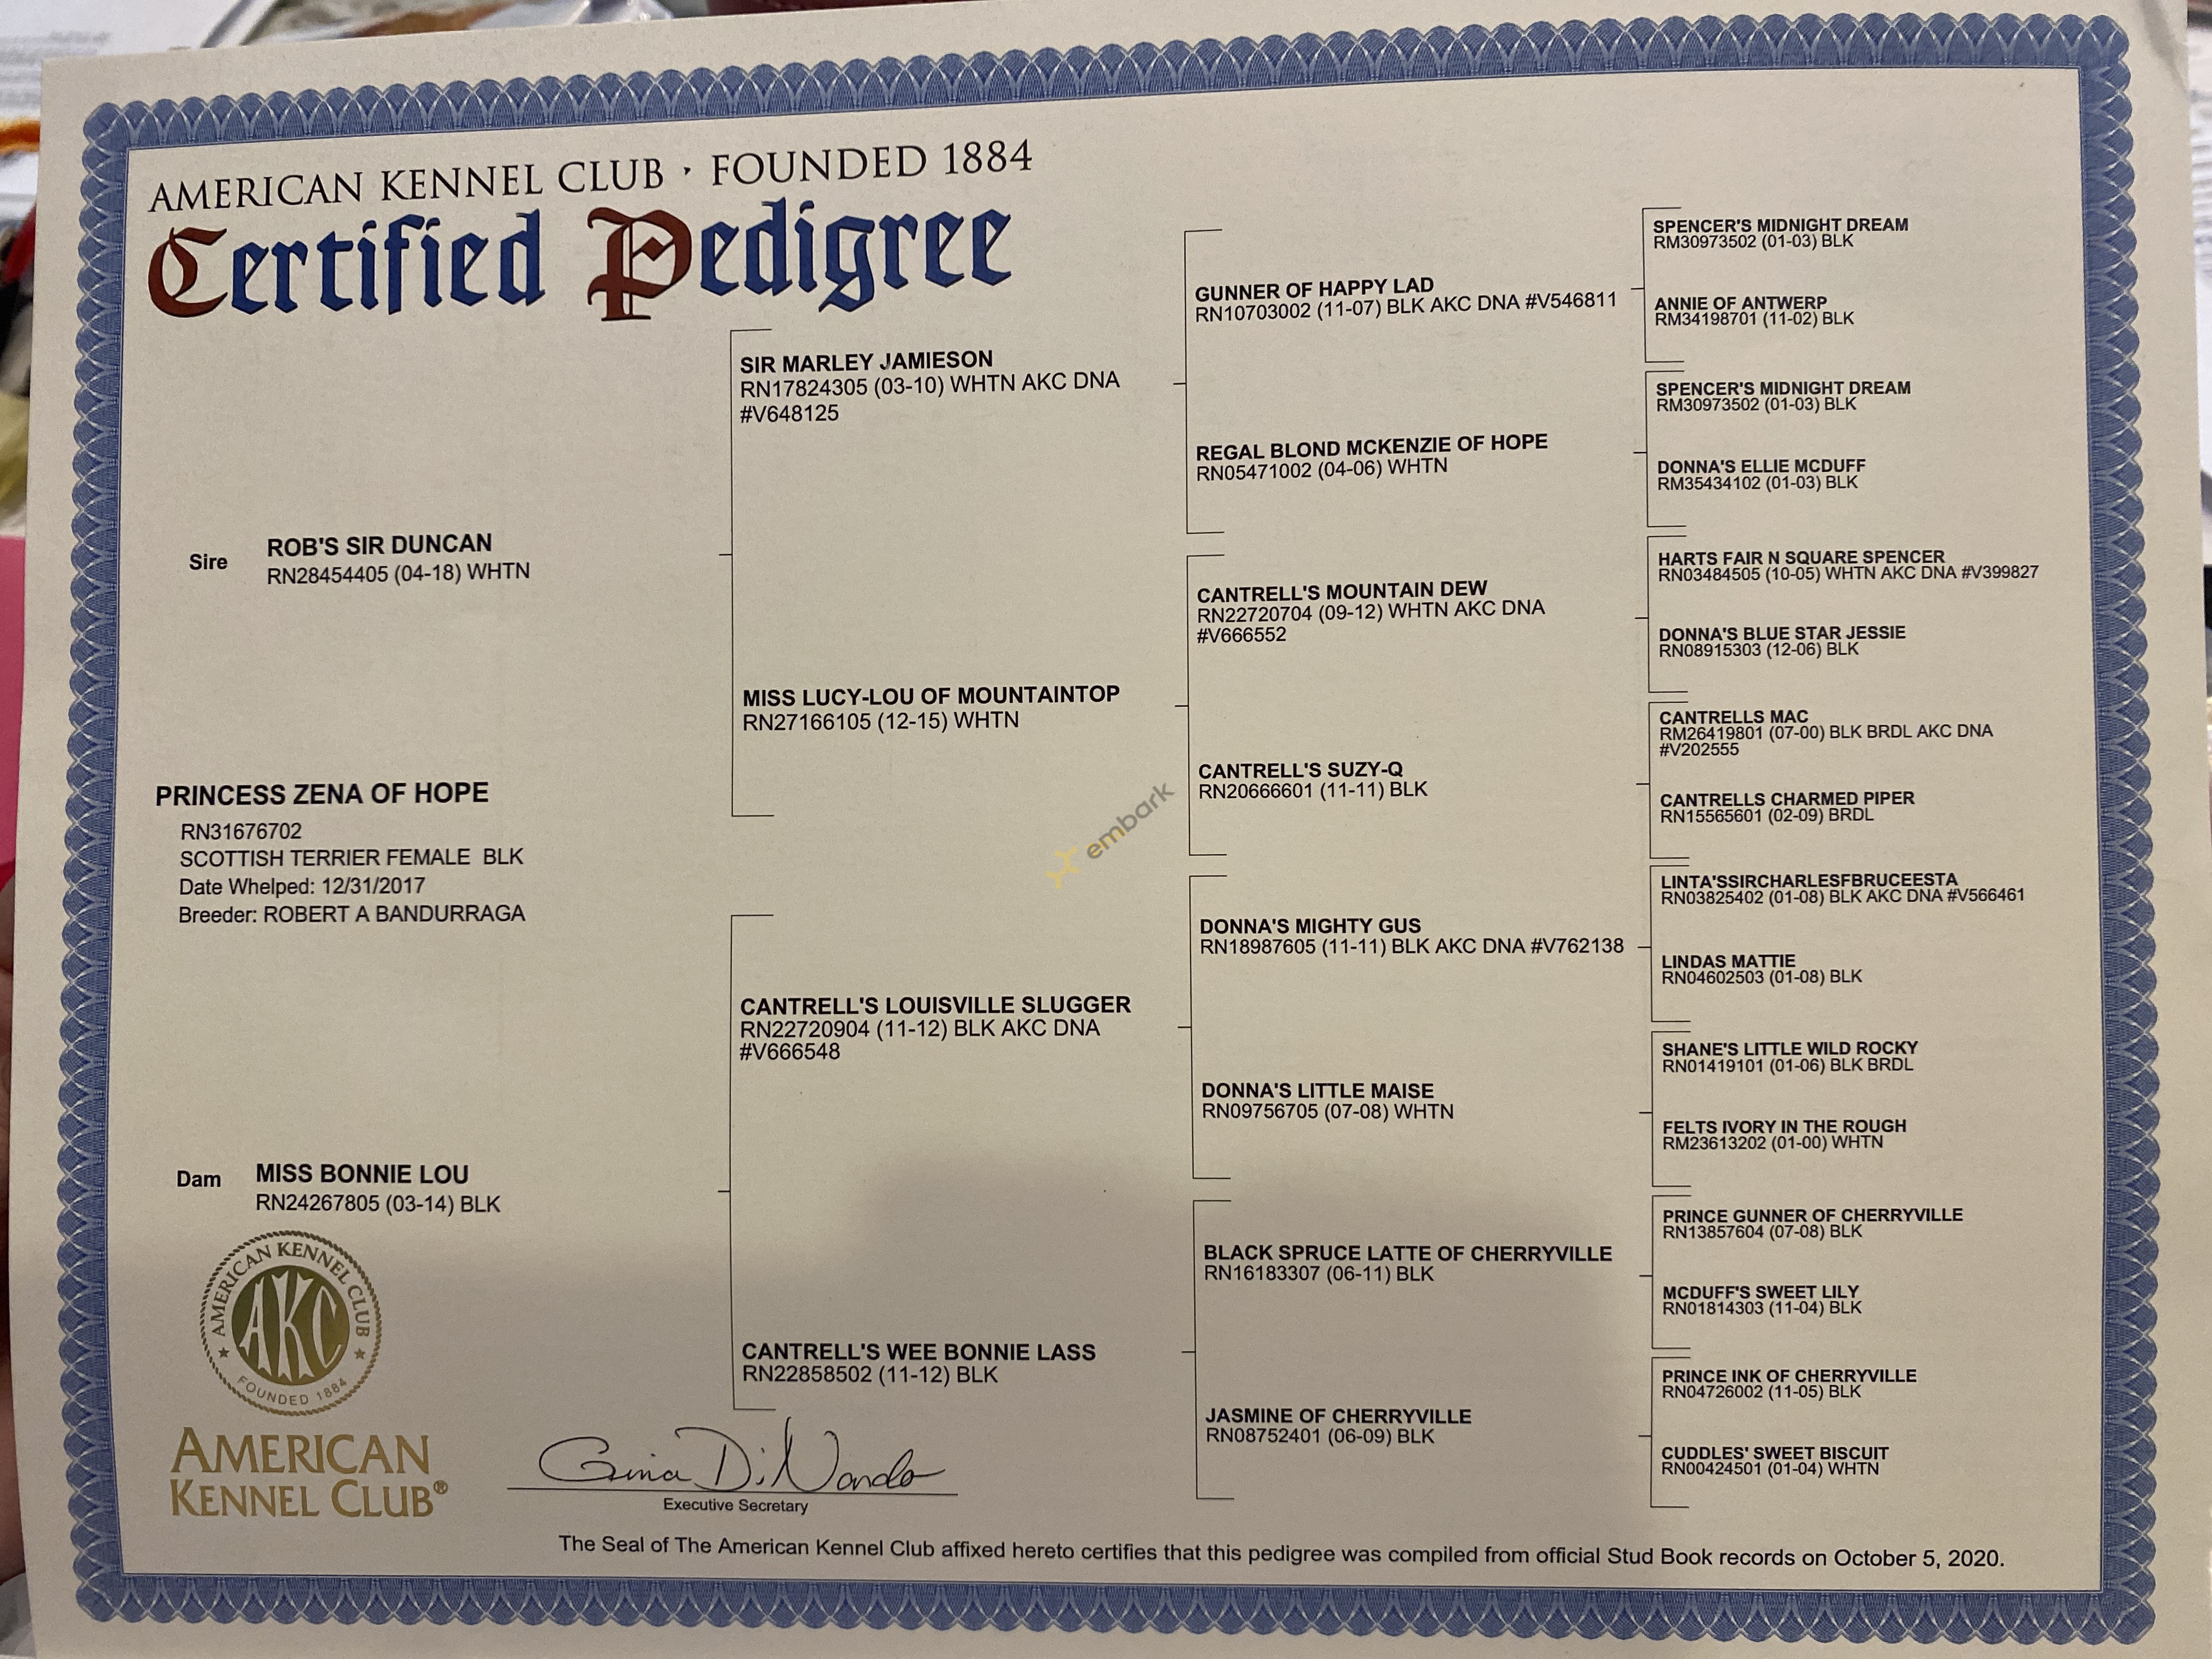 AMERICAN KENNEL CLUB · FOUNDED 1884
Certified Pedigree
Sire
ROB'S SIR DUNCAN
RN28454405 (04-18) WHTN
PRINCESS ZENA OF HOPE
RN31676702
SCOTTISH TERRIER FEMALE BLK
Date Whelped: 12/31/2017
Breeder: ROBERT A BANDURRAGA
Dam
MISS BONNIE LOU
RN24267805 (03-14) BLK
SIR MARLEY JAMIESON
RN17824305 (03-10) WHTN AKC DNA
#V648125
MISS LUCY-LOU OF MOUNTAINTOP
RN27166105 (12-15) WHTN
CANTRELL'S LOUISVILLE SLUGGER
RN22720904 (11-12) BLK AKC DNA
#V666548
CANTRELL'S WEE BONNIE LASS
RN22858502 (11-12) BLK
GUNNER OF HAPPY LAD
RN10703002 (11-07) BLK AKC DNA #V546811
REGAL BLOND MCKENZIE OF HOPE
RN05471002 (04-06) WHTN
CANTRELL'S MOUNTAIN DEW
RN22720704 (09-12) WHTN AKC DNA
#V666552
CANTRELL'S SUZY-Q
RN20666601 (11-11) BLK
DONNA'S MIGHTY GUS
RN18987605 (11-11) BLK AKC DNA #V762138
DONNA'S LITTLE MAISE
RN09756705 (07-08) WHTN
BLACK SPRUCE LATTE OF CHERRYVILLE
RN16183307 (06-11) BLK
JASMINE OF CHERRYVILLE
RN08752401 (06-09) BLK
SPENCER'S MIDNIGHT DREAM
RM30973502 (01-03) BLK
ANNIE OF ANTWERP
RM34198701 (11-02) BLK
SPENCER'S MIDNIGHT DREAM
RM30973502 (01-03) BLK
DONNA'S ELLIE MCDUFF
RM35434102 (01-03) BLK
HARTS FAIR N SQUARE SPENCER
RN03484505 (10-05) WHTN AKC DNA #V399827
DONNA'S BLUE STAR JESSIE
RN08915303 (12-06) BLK
CANTRELLS MAC
RM26419801 (07-00) BLK BRDL AKC DNA
#V202555
CANTRELLS CHARMED PIPER
RN15565601 (02-09) BRDL
LINTA'SSIRCHARLESFBRUCEESTA
RN03825402 (01-08) BLK AKC DNA #V566461
LINDAS MATTIE
RN04602503 (01-08) BLK
SHANE'S LITTLE WILD ROCKY
RN01419101 (01-06) BLK BRDL
FELTS IVORY IN THE ROUGH
RM23613202 (01-00) WHTN
PRINCE GUNNER OF CHERRYVILLE
RN13857604 (07-08) BLK
MCDUFF'S SWEET LILY
RN01814303 (11-04) BLK
PRINCE INK OF CHERRYVILLE
RN04726002 (11-05) BLK
CUDDLES' SWEET BISCUIT
RN00424501 (01-04) WHTN
embark
AMERICAN KENNEL CLUB
AKC
FOUNDED 1884
AMERICAN
KENNEL CLUB®
Gina DiNardo
Executive Secretary
The Seal of The American Kennel Club affixed hereto certifies that this pedigree was compiled from official Stud Book records on October 5, 2020.